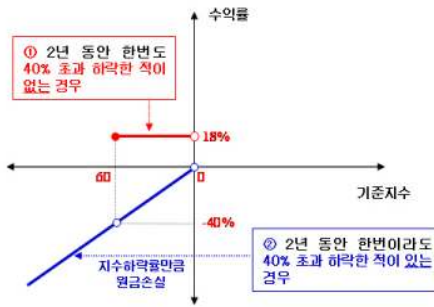 수익률
① 2년 동안 한번도
40% 초과 하락한 적이
없는 경우
18%
60
0
기준지수
-40%
지수하락률만큼
원금손실
② 2년 동안 한번이라도
40% 초과 하락한 적이 있는
경우